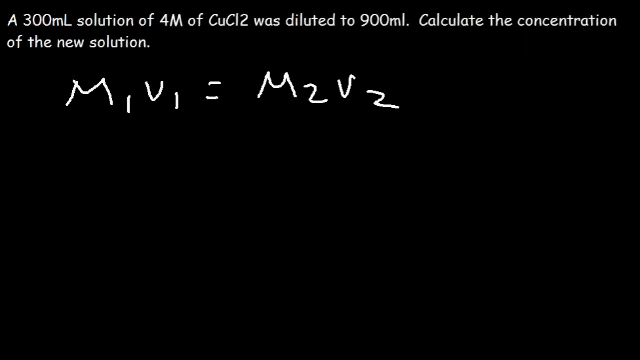 A 300mL solution of 4M of CuCl2 was diluted to 900ml.  Calculate the concentration
of the new solution.
M₁V₁ = M₂V₂